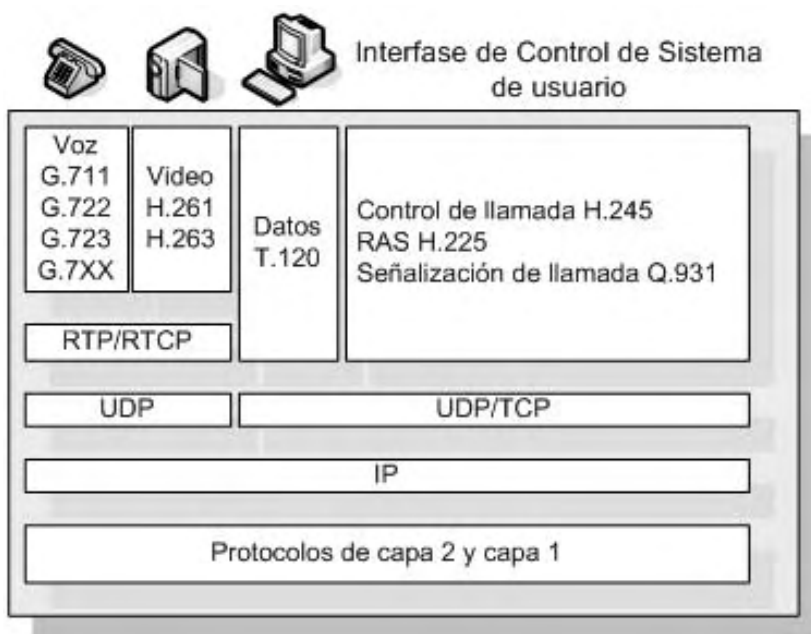 Interfase de Control de Sistema
de usuario
Voz
G.711
G.722
G.723
G.7XX
Video
H.261
H.263
Datos
T.120
Control de llamada H.245
RAS H.225
Señalización de llamada Q.931
RTP/RTCP
UDP
UDP/TCP
IP
Protocolos de capa 2 y capa 1